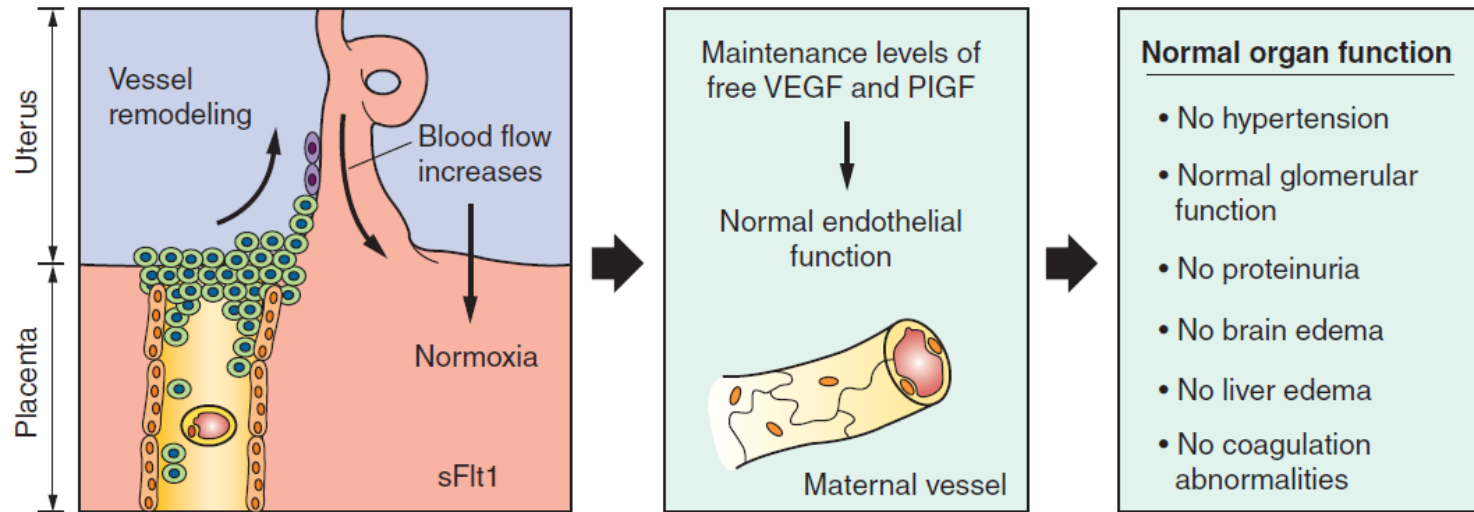 Uterus
Placenta
Vessel
remodeling
Blood flow
increases
Normoxia
sFlt1
Maintenance levels of
free VEGF and PlGF
Normal endothelial
function
Maternal vessel
Normal organ function
• No hypertension
• Normal glomerular
function
• No proteinuria
• No brain edema
• No liver edema
• No coagulation
abnormalities